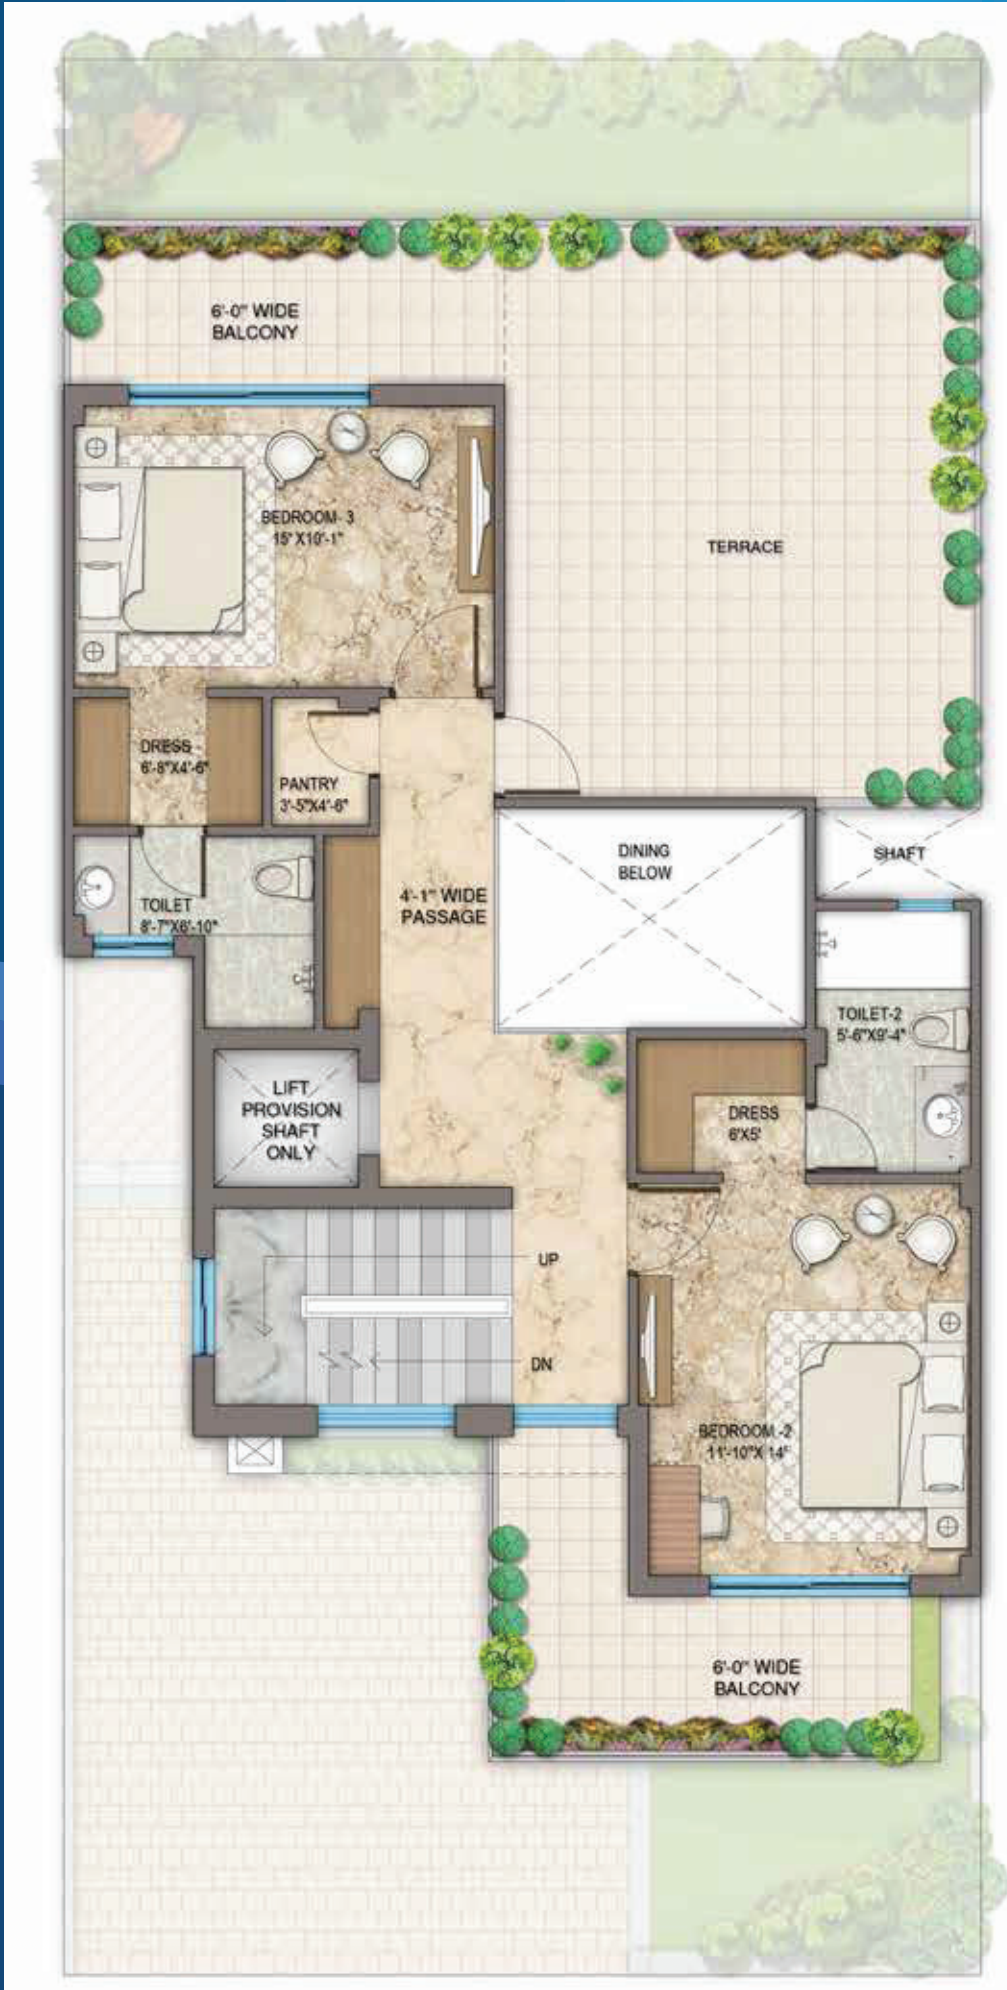 6'-0" WIDE
BALCONY
BEDROOM- 3
15' X10'-1"
TERRACE
DRESS -
6'-8"X4'-6"
PANTRY
3'-5"X4'-6"
DINING
BELOW
SHAFT
4'-1" WIDE
PASSAGE
TOILET
8'-7"X6'-10"
TOILET-2
5'-6"X9'-4"
LIFT
PROVISION
SHAFT
ONLY
DRESS
6'X5'
UP
DN
BEDROOM -2
11'-10"X 14'
6'-0" WIDE
BALCONY